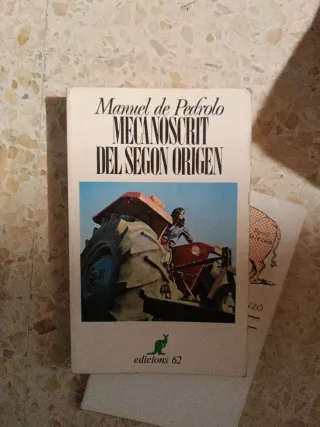 Manuel de Pedrolo
MECANOSCRIT
DEL SEGON ORIGEN
edicions 62